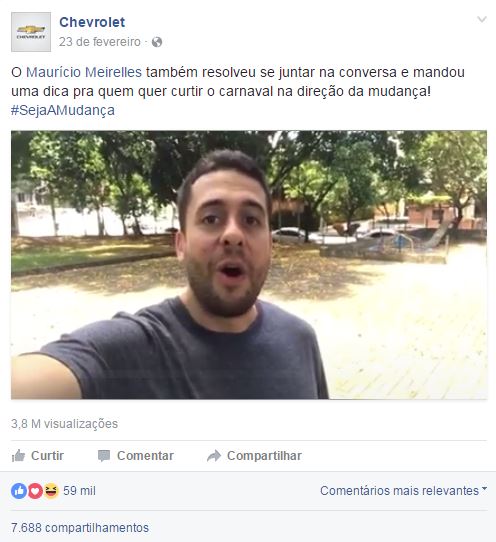 CHEVROLET
Chevrolet
23 de fevereiro ·
O Maurício Meirelles também resolveu se juntar na conversa e mandou
uma dica pra quem quer curtir o carnaval na direção da mudança!
#SejaAMudança
3,8 M visualizações
Curtir Comentar Compartilhar
59 mil Comentários mais relevantes
7.688 compartilhamentos